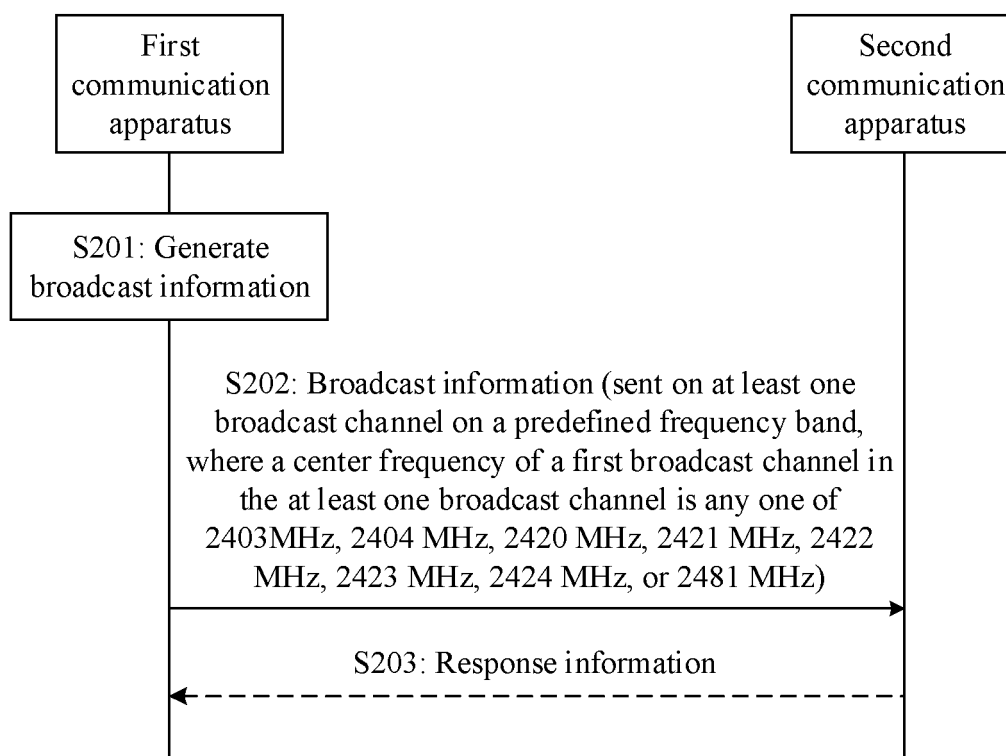 First
communication
apparatus
Second
communication
apparatus
S201: Generate
broadcast information
S202: Broadcast information (sent on at least one
broadcast channel on a predefined frequency band,
where a center frequency of a first broadcast channel in
the at least one broadcast channel is any one of
2403MHz, 2404 MHz, 2420 MHz, 2421 MHz, 2422
MHz, 2423 MHz, 2424 MHz, or 2481 MHz)
S203: Response information